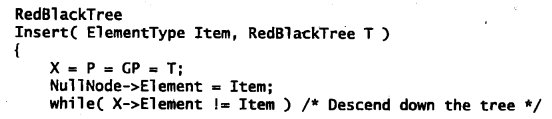 RedBlackTree
Insert( ElementType Item, RedBlackTree T )
{
    X = P = GP = T;
    NullNode->Element = Item;
    while( X->Element != Item ) /* Descend down the tree */